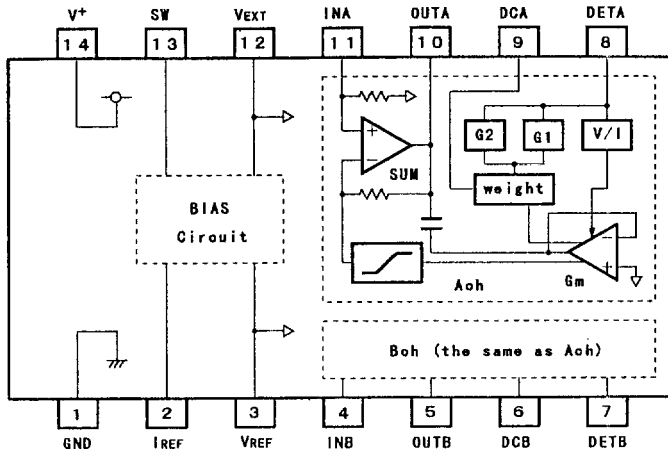 V+ SW VEXT INA OUTA DCA DETA
14 13 12 11 10 9 8
G2 G1 V/I
+
−
SUM
weight
BIAS
Cirouit
−
+
Aoh Gm
Boh (the same as Aoh)
1 2 3 4 5 6 7
GND IREF VREF INB OUTB DCB DETB